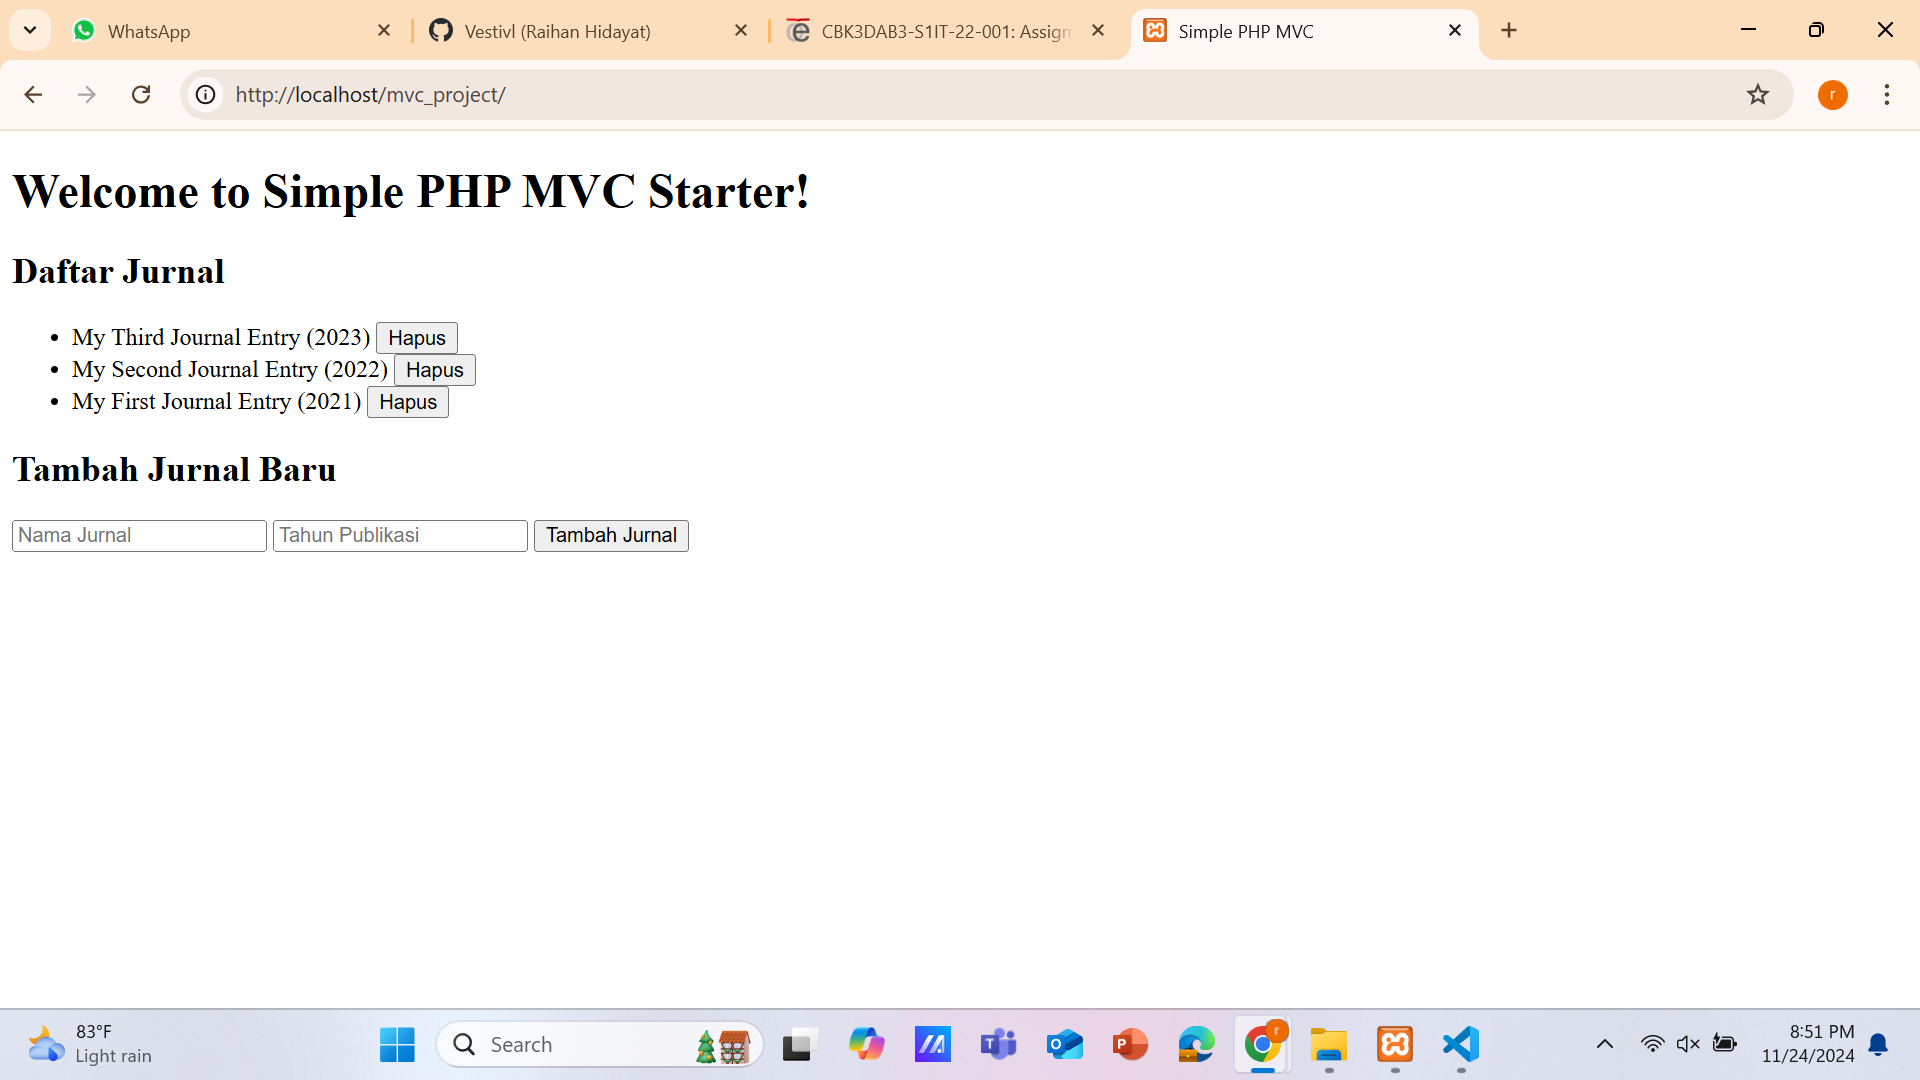 WhatsApp
Vestivl (Raihan Hidayat)
CBK3DAB3-S1IT-22-001: Assign
Simple PHP MVC
http://localhost/mvc_project/
r
Welcome to Simple PHP MVC Starter!
Daftar Jurnal
My Third Journal Entry (2023) Hapus
My Second Journal Entry (2022) Hapus
My First Journal Entry (2021) Hapus
Tambah Jurnal Baru
Nama Jurnal Tahun Publikasi Tambah Jurnal
83°F
Light rain
Search
8:51 PM
11/24/2024